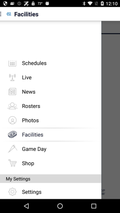 12:10
Facilities
Schedules
Live
News
Rosters
Photos
Facilities
Game Day
Shop
My Settings
Settings